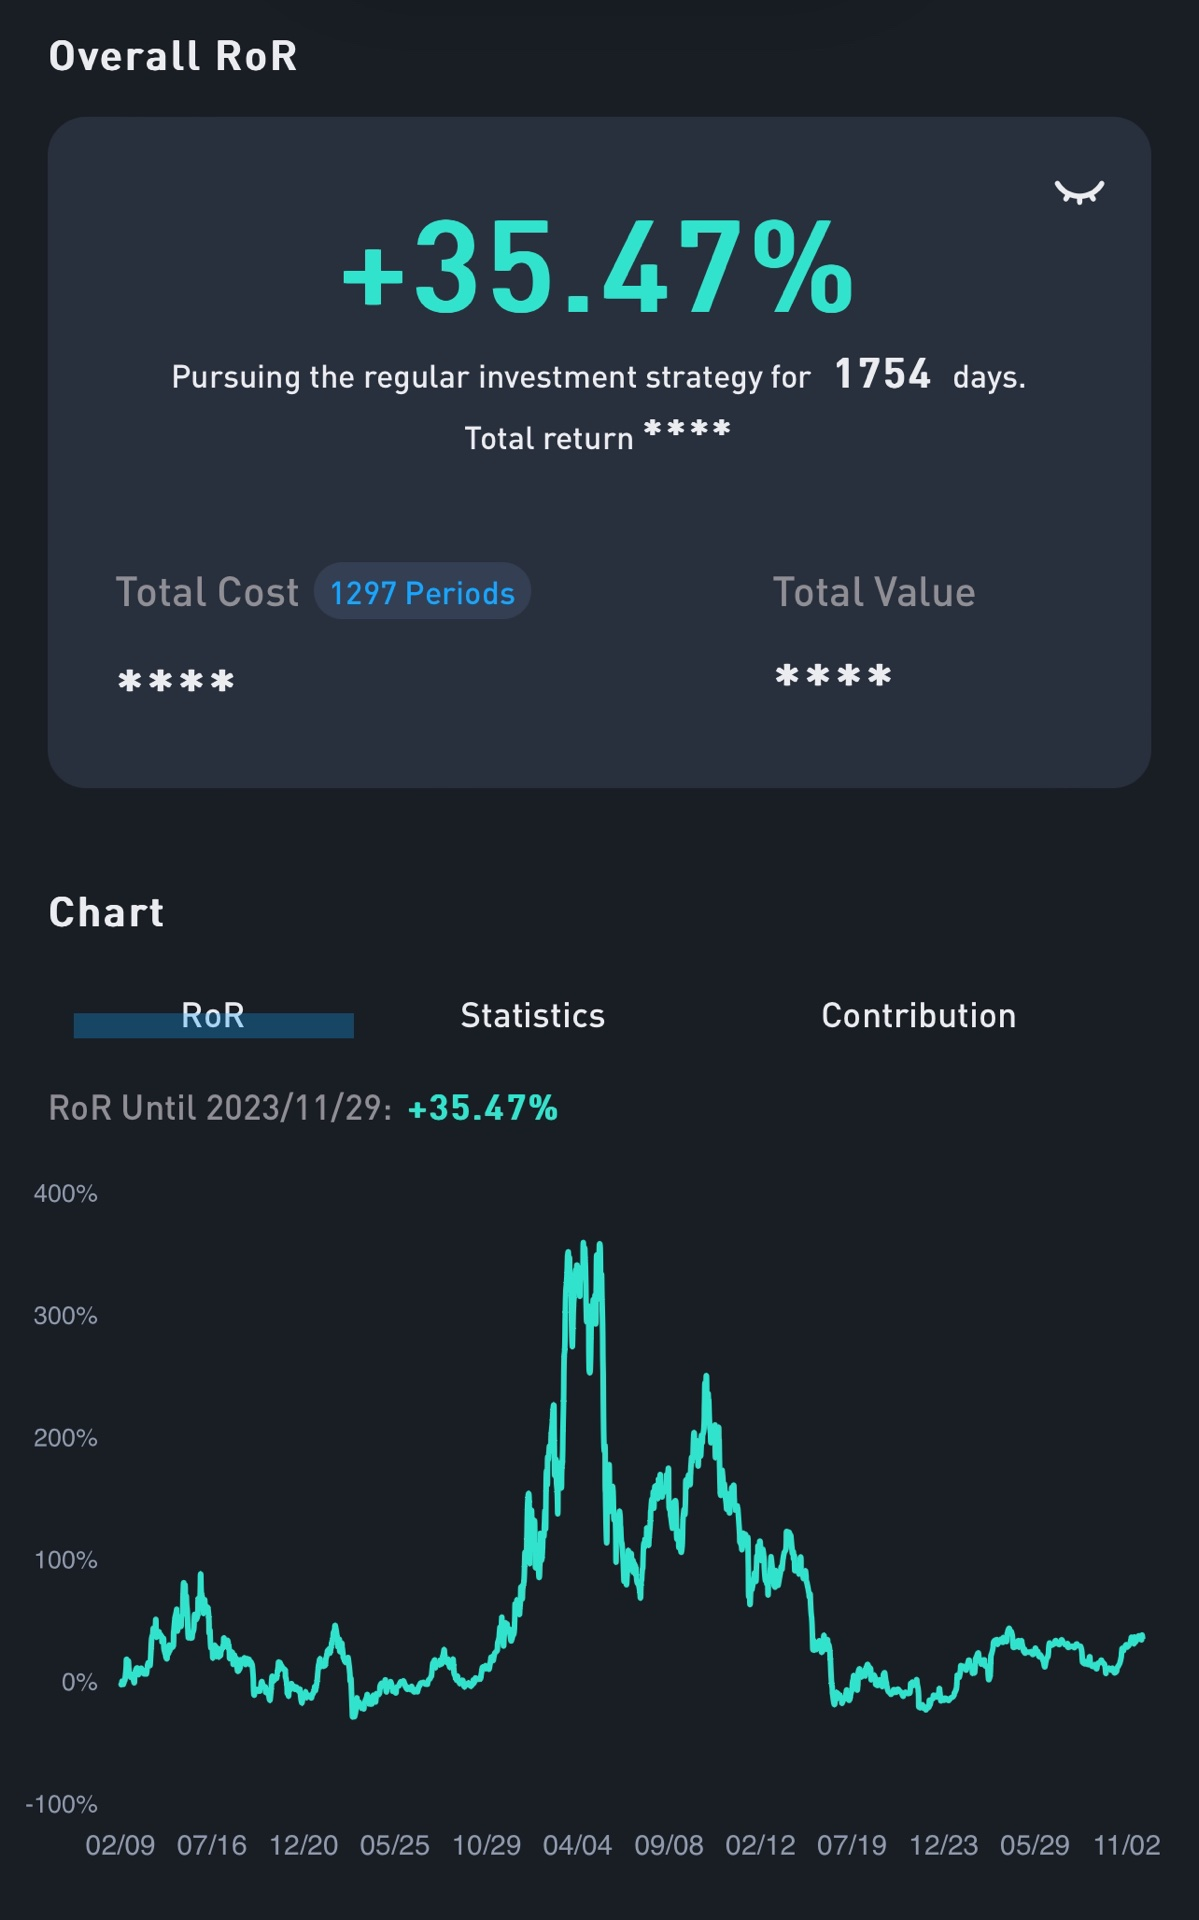 Overall RoR
+35.47%
Pursuing the regular investment strategy for 1754 days.
Total return ****
Total Cost 1297 Periods
Total Value
****
****
Chart
RoR Statistics Contribution
RoR Until 2023/11/29: +35.47%
400%
300%
200%
100%
0%
-100%
02/09 07/16 12/20 05/25 10/29 04/04 09/08 02/12 07/19 12/23 05/29 11/02